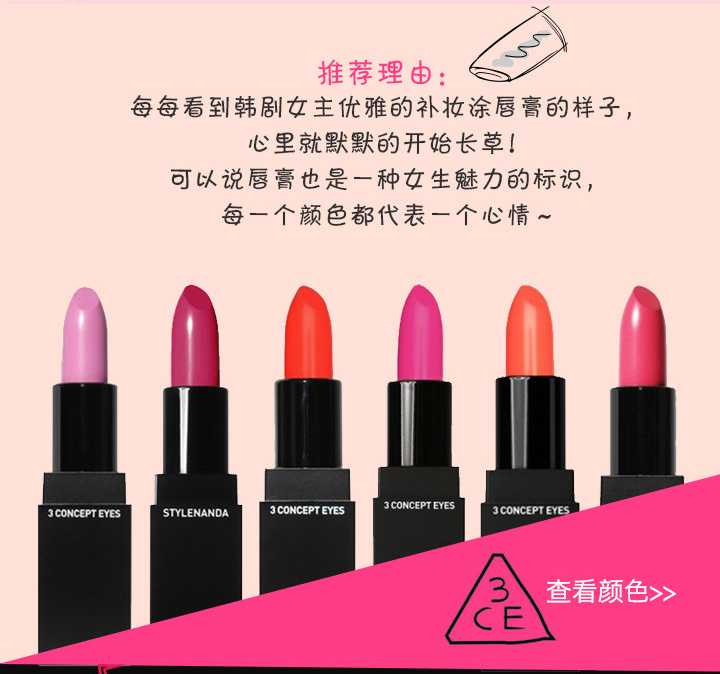 推荐理由：
每每看到韩剧女主优雅的补妆涂唇膏的样子，
心里就默默的开始长草！
可以说唇膏也是一种女生魅力的标识，
每一个颜色都代表一个心情～
3 CONCEPT EYES
STYLENANDA
3 CONCEPT EYES
3 CONCEPT EYES
3 CONCEPT EYES
3
CE
查看颜色>>